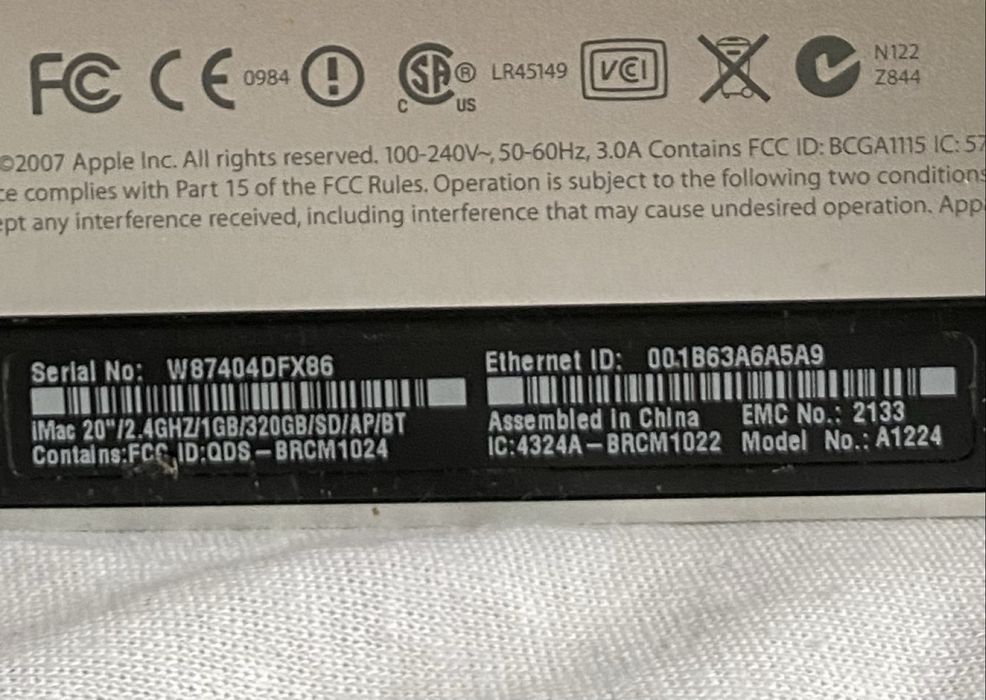 FC CE 0984 SA® C US LR45149 VCI N122
Z844
©2007 Apple Inc. All rights reserved. 100-240V~, 50-60Hz, 3.0A Contains FCC ID: BCGA1115 IC: 57
ce complies with Part 15 of the FCC Rules. Operation is subject to the following two conditions
ept any interference received, including interference that may cause undesired operation. App
Serial No: W87404DFX86
iMac 20"/2.4GHZ/1GB/320GB/SD/AP/BT
Contains:FCC ID:QDS-BRCM1024
Ethernet ID: 001B63A6A5A9
Assembled in China EMC No.: 2133
IC:4324A-BRCM1022 Model No.: A1224